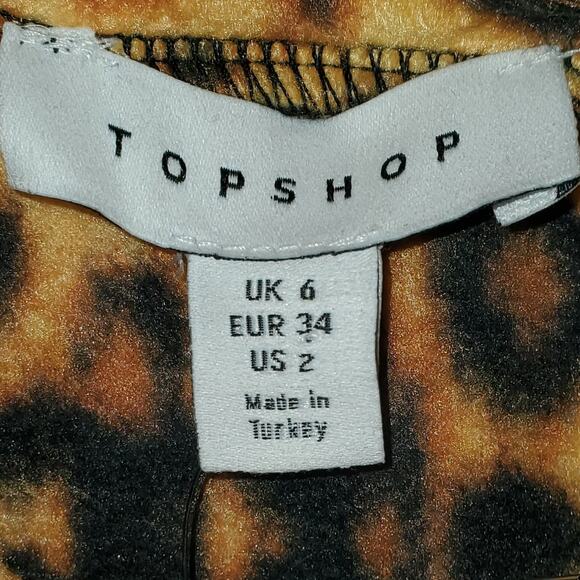 TOPSHOP
UK 6
EUR 34
US 2
Made in
Turkey